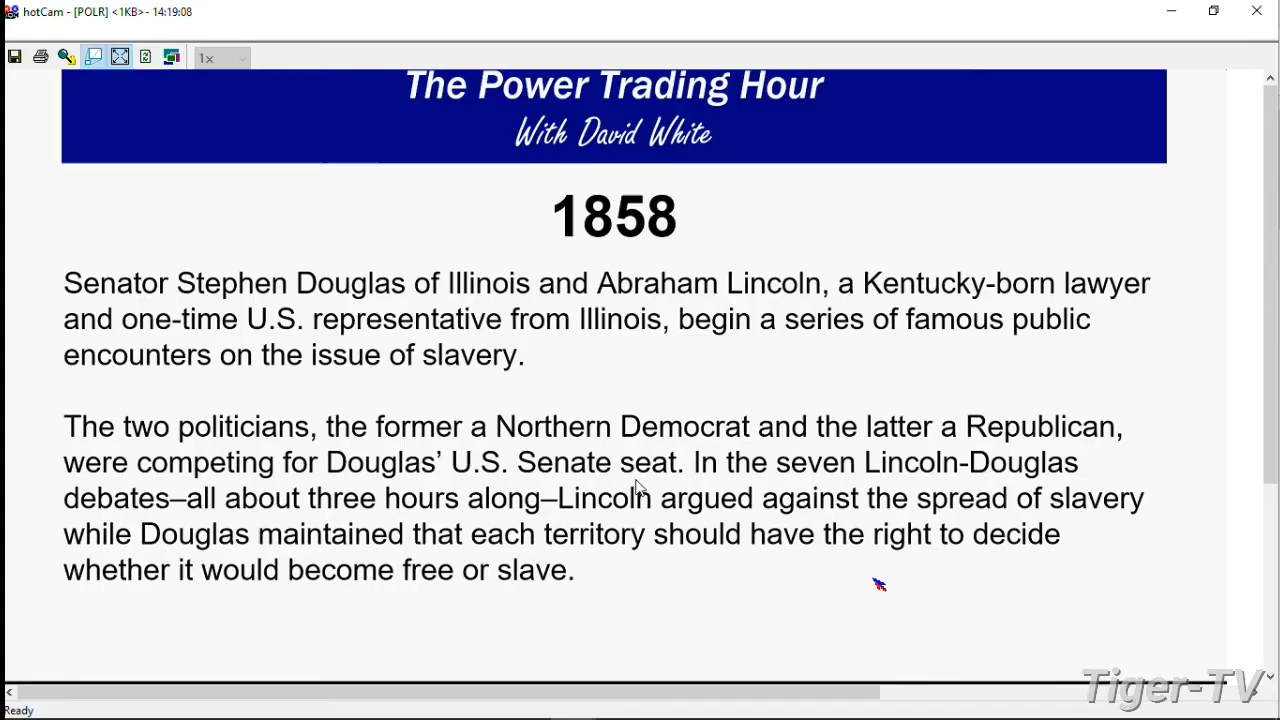 hotCam - [POLR] <1KB> - 14:19:08
1x
The Power Trading Hour
With David White
1858
Senator Stephen Douglas of Illinois and Abraham Lincoln, a Kentucky-born lawyer
and one-time U.S. representative from Illinois, begin a series of famous public
encounters on the issue of slavery.
The two politicians, the former a Northern Democrat and the latter a Republican,
were competing for Douglas’ U.S. Senate seat. In the seven Lincoln-Douglas
debates–all about three hours along–Lincoln argued against the spread of slavery
while Douglas maintained that each territory should have the right to decide
whether it would become free or slave.
Tiger-TV
Ready